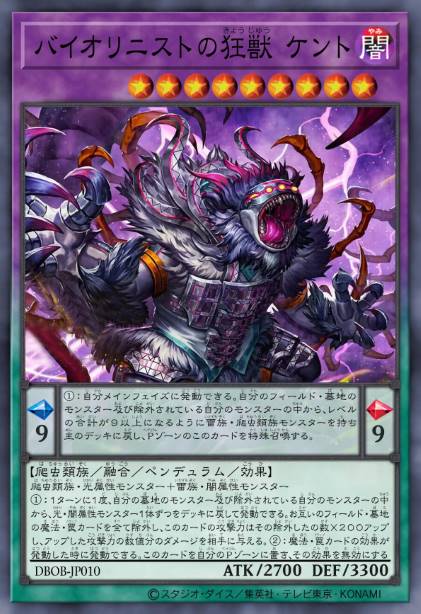 バイオリニストの狂獣 ケント 闇
きょうじゅう やみ
①:自分メインフェイズに発動できる。自分のフィールド・墓地の
モンスター及び除外されている自分のモンスターの中から、レベル
の合計が9以上になるように雷族・爬虫類族モンスターを持ち
主のデッキに戻し、Pゾーンのこのカードを特殊召喚する。
9 9
【爬虫類族/融合/ペンデュラム/効果】
爬虫類族・光属性モンスター+雷族・闇属性モンスター
①:1ターンに1度、自分の墓地のモンスター及び除外されている自分のモンスターの中
から、光・闇属性モンスター1体ずつをデッキに戻して発動できる。お互いのフィールド・墓地
の魔法・罠カードを全て除外し、このカードの攻撃力はその除外した数×200アップ
し、アップした攻撃力の数値分のダメージを相手に与える。②:魔法・罠カードの効果が
発動した時に発動できる。このカードを自分のPゾーンに置き、その効果を無効にする
DBOB-JP010 ATK/2700 DEF/3300
©スタジオ・ダイス/集英社・テレビ東京・KONAMI